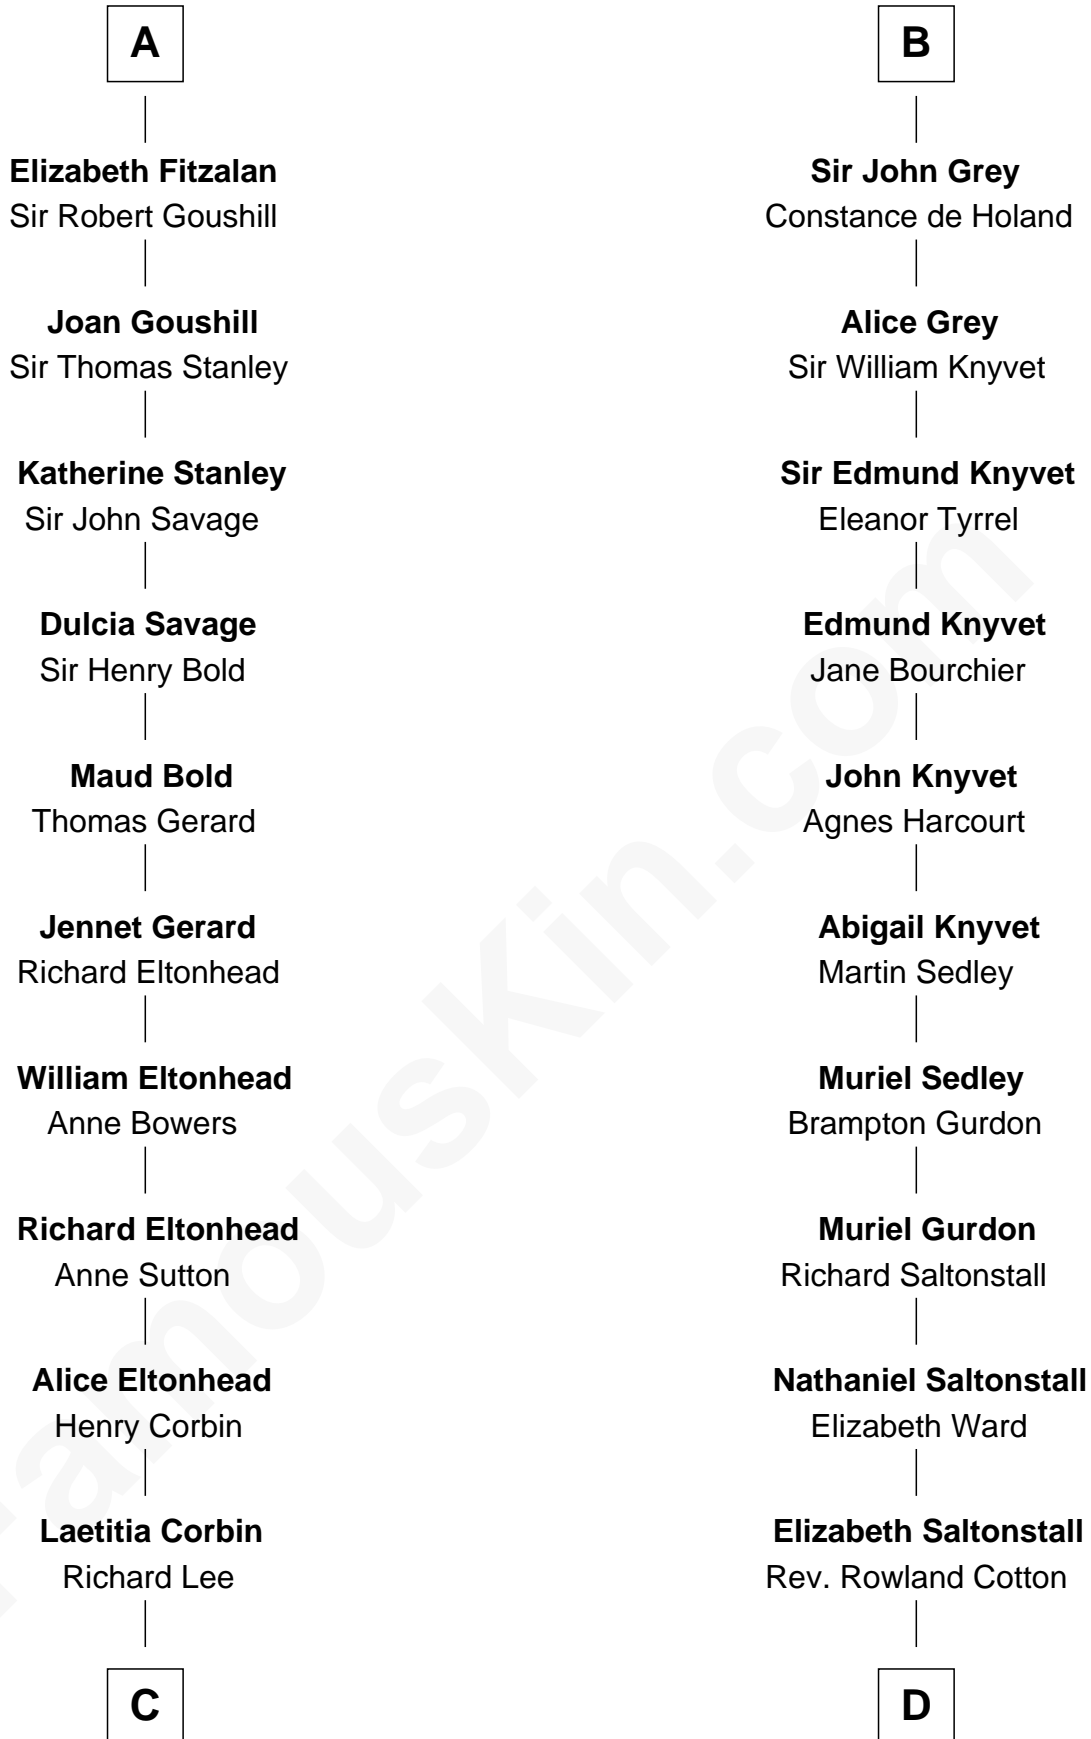 A
Elizabeth Fitzalan
Sir Robert Goushill
Joan Goushill
Sir Thomas Stanley
Katherine Stanley
Sir John Savage
Dulcia Savage
Sir Henry Bold
Maud Bold
Thomas Gerard
Jennet Gerard
Richard Eltonhead
William Eltonhead
Anne Bowers
Richard Eltonhead
Anne Sutton
Alice Eltonhead
Henry Corbin
Laetitia Corbin
Richard Lee
C
B
Sir John Grey
Constance de Holand
Alice Grey
Sir William Knyvet
Sir Edmund Knyvet
Eleanor Tyrrel
Edmund Knyvet
Jane Bourchier
John Knyvet
Agnes Harcourt
Abigail Knyvet
Martin Sedley
Muriel Sedley
Brampton Gurdon
Muriel Gurdon
Richard Saltonstall
Nathaniel Saltonstall
Elizabeth Ward
Elizabeth Saltonstall
Rev. Rowland Cotton
D
FamousKin.com